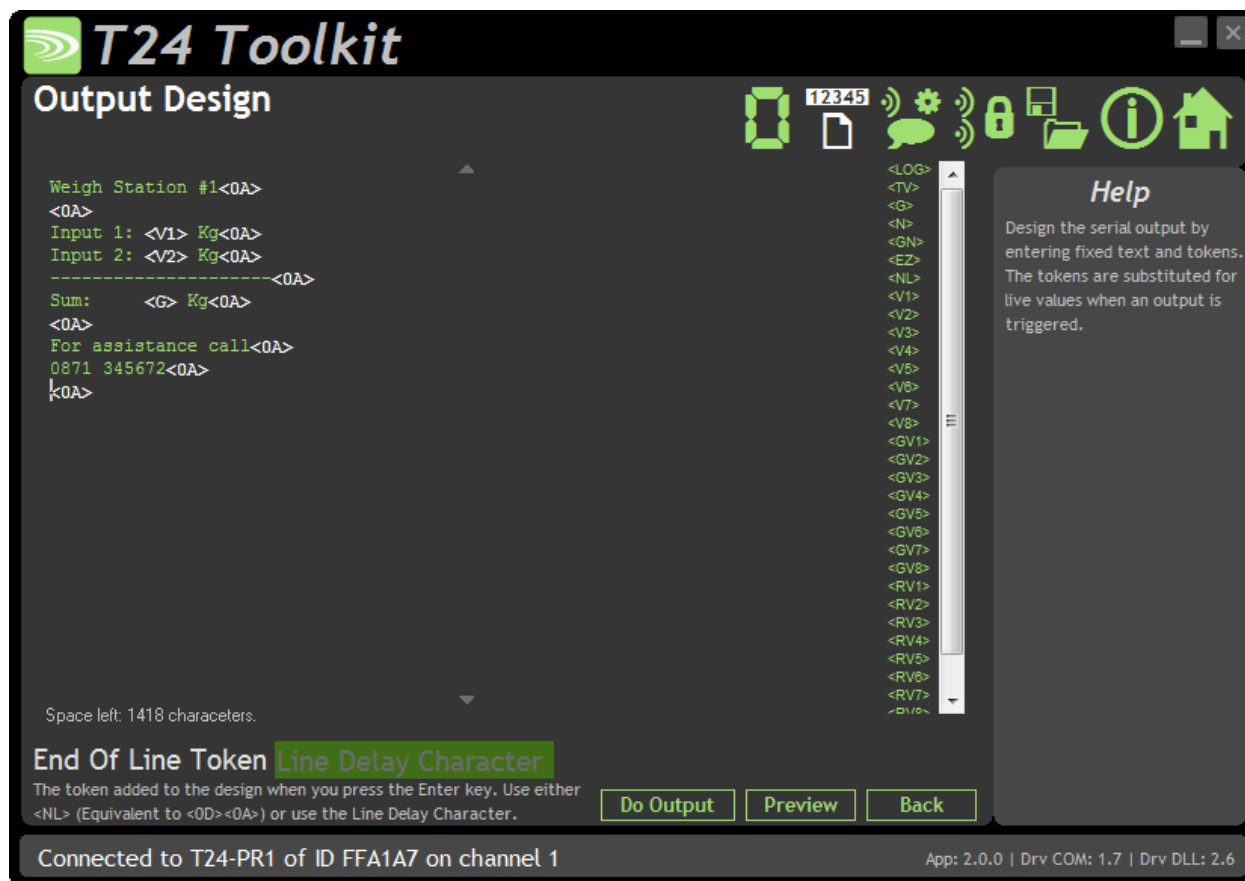 T24 Toolkit
Output Design
12345
Weigh Station #1<0A>
<0A>
Input 1: <V1> Kg<0A>
Input 2: <V2> Kg<0A>
---------------------<0A>
Sum:     <G> Kg<0A>
<0A>
For assistance call<0A>
0871 345672<0A>
<0A>
Space left: 1418 characeters.
<LOG>
<TV>
<G>
<N>
<GN>
<EZ>
<NL>
<V1>
<V2>
<V3>
<V4>
<V5>
<V6>
<V7>
<V8>
<GV1>
<GV2>
<GV3>
<GV4>
<GV5>
<GV6>
<GV7>
<GV8>
<RV1>
<RV2>
<RV3>
<RV4>
<RV5>
<RV6>
<RV7>
<RV8>
Help
Design the serial output by
entering fixed text and tokens.
The tokens are substituted for
live values when an output is
triggered.
End Of Line Token Line Delay Character
The token added to the design when you press the Enter key. Use either
<NL> (Equivalent to <0D><0A>) or use the Line Delay Character.
Do Output Preview Back
Connected to T24-PR1 of ID FFA1A7 on channel 1
App: 2.0.0 | Drv COM: 1.7 | Drv DLL: 2.6